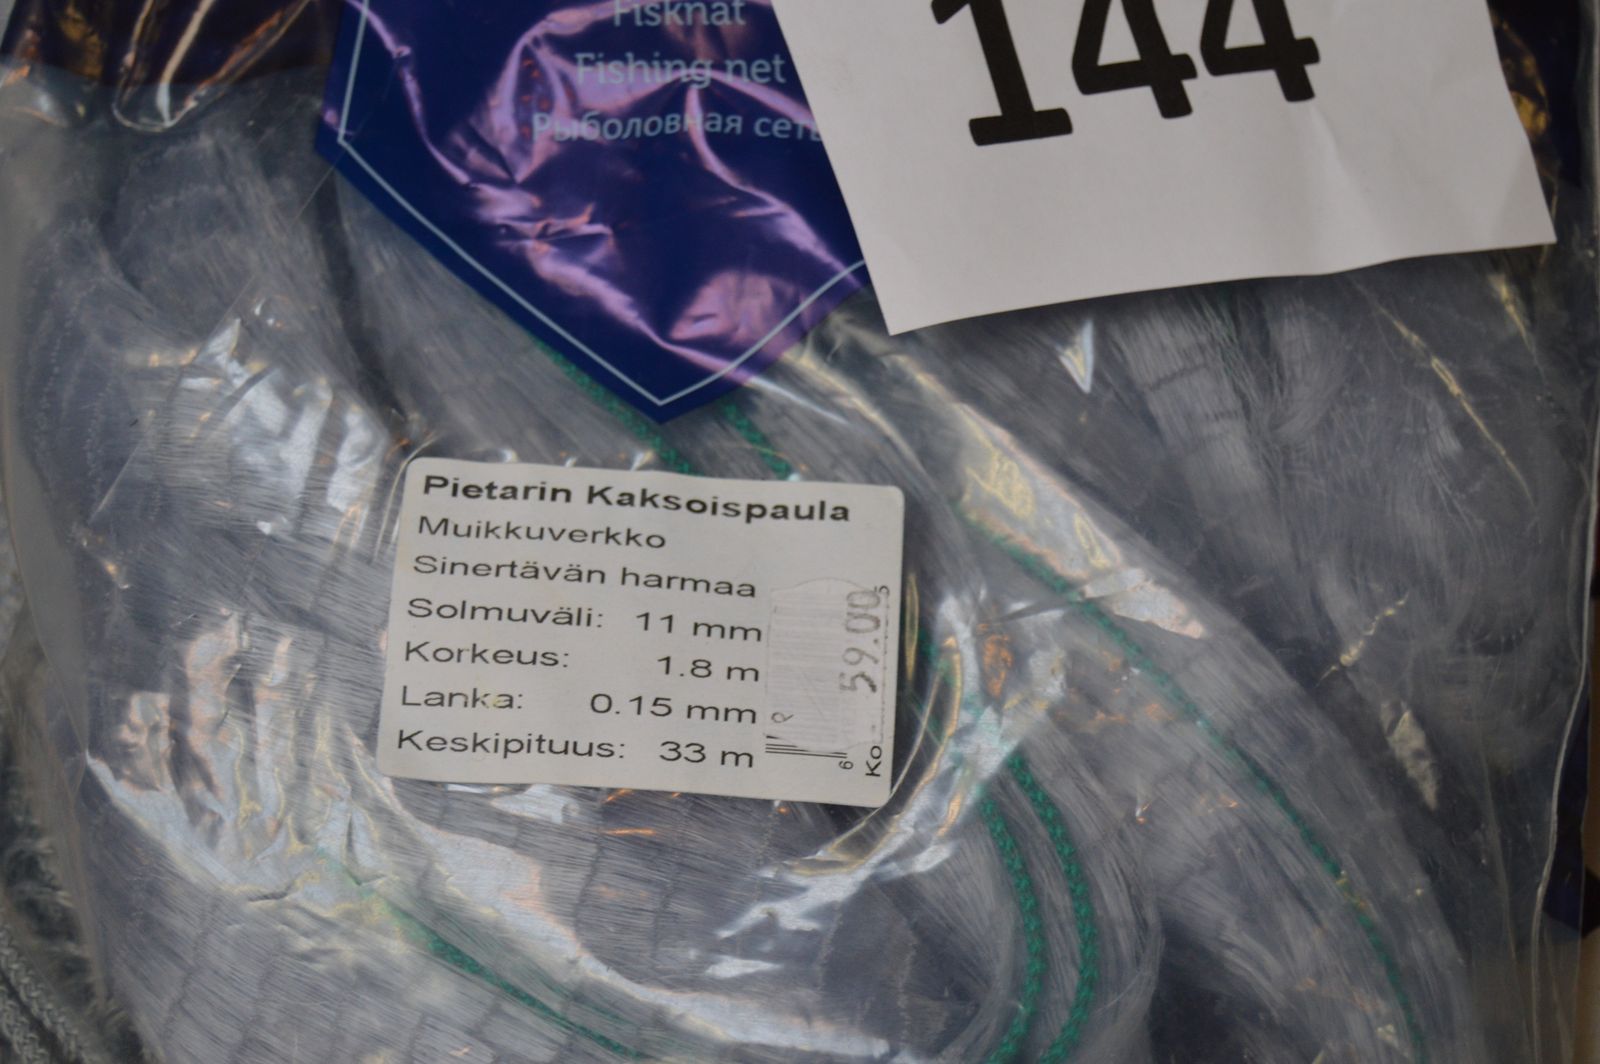 Fisknät
Fishing net
Рыболовная сеть
144
Pietarin Kaksoispaula
Muikkuverkko
Sinertävän harmaa
Solmuväli: 11 mm
Korkeus: 1.8 m
Lanka: 0.15 mm
Keskipituus: 33 m
59.00